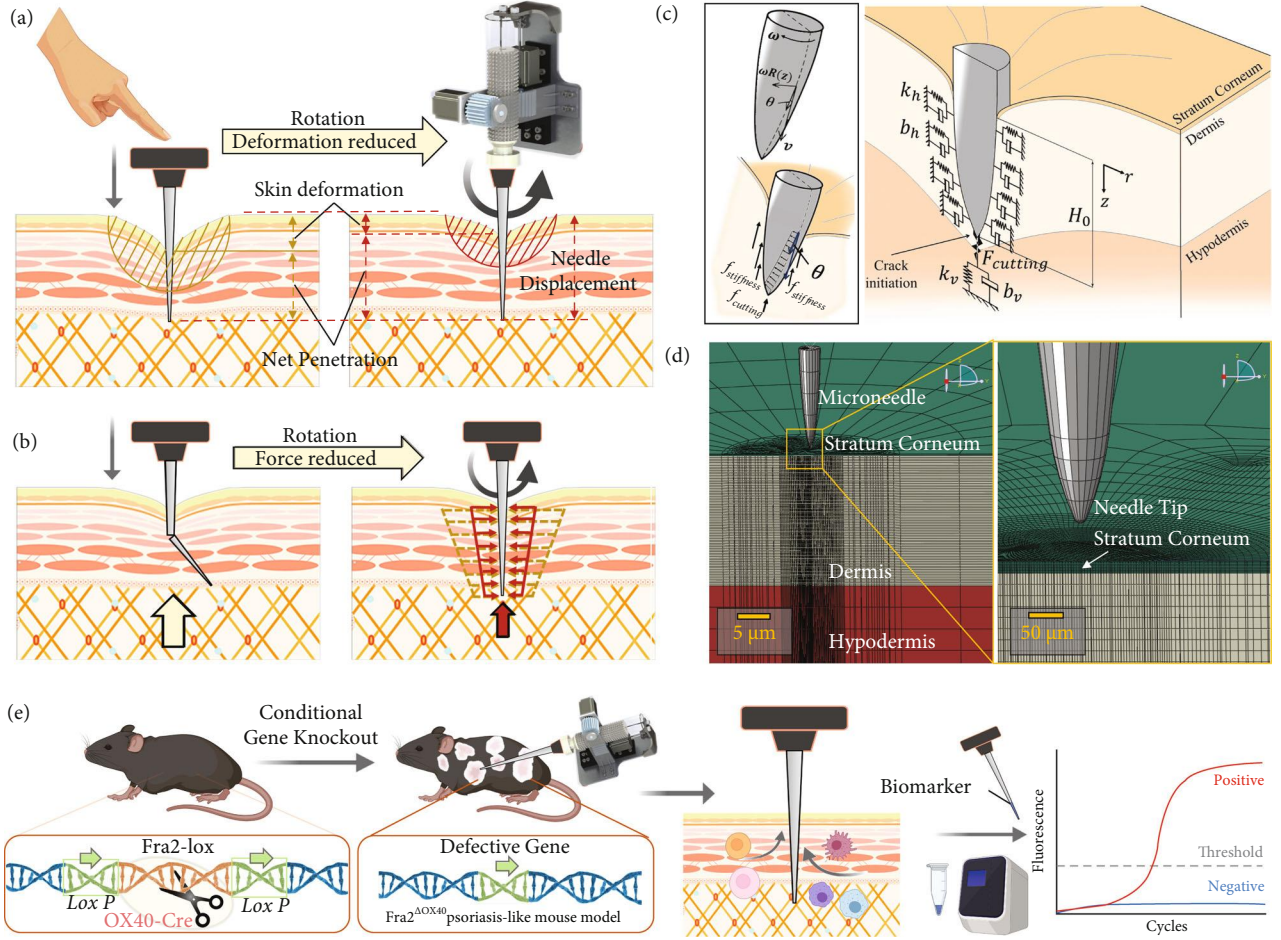 (a)
Rotation
Deformation reduced
Skin deformation
Needle
Displacement
Net Penetration
(b)
Rotation
Force reduced
(c)
ω
ωR(z)
θ
v
θ
f_stiffness
f_stiffness
f_cutting
k_h
b_h
Stratum Corneum
Dermis
Hypodermis
r
z
H_0
F_cutting
Crack
initiation
k_v
b_v
(d)
Microneedle
Stratum Corneum
Dermis
Hypodermis
5 μm
Needle Tip
Stratum Corneum
50 μm
(e)
Conditional
Gene Knockout
Fra2-lox
Lox P
Lox P
OX40-Cre
Defective Gene
Fra2^ΔOX40 psoriasis-like mouse model
Biomarker
Fluorescence
Positive
Threshold
Negative
Cycles